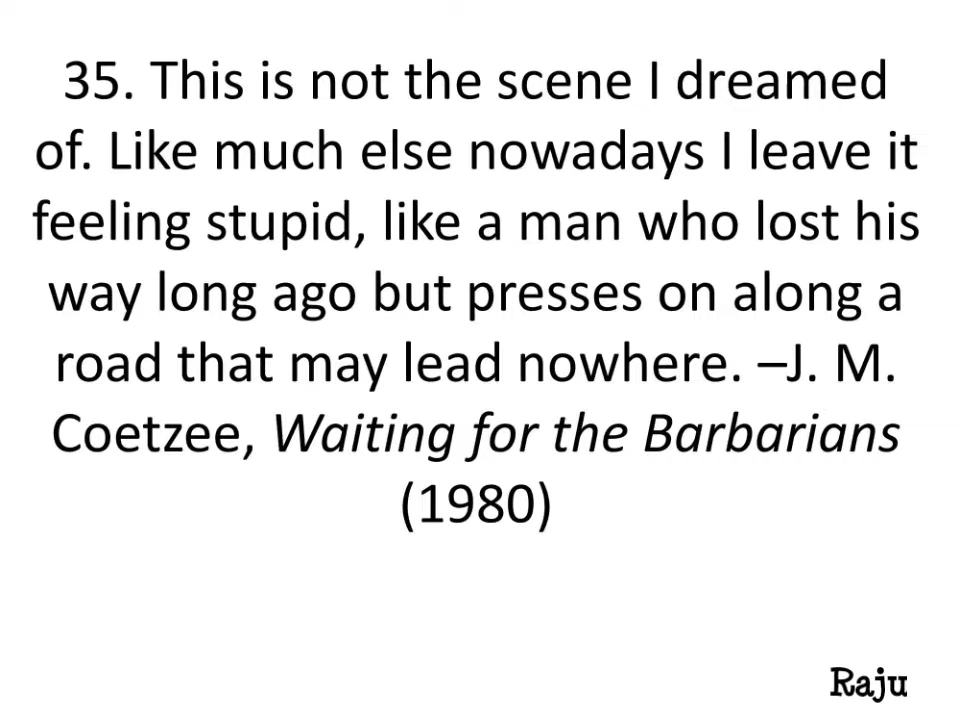 35. This is not the scene I dreamed
of. Like much else nowadays I leave it
feeling stupid, like a man who lost his
way long ago but presses on along a
road that may lead nowhere. –J. M.
Coetzee, Waiting for the Barbarians
(1980)
Raju